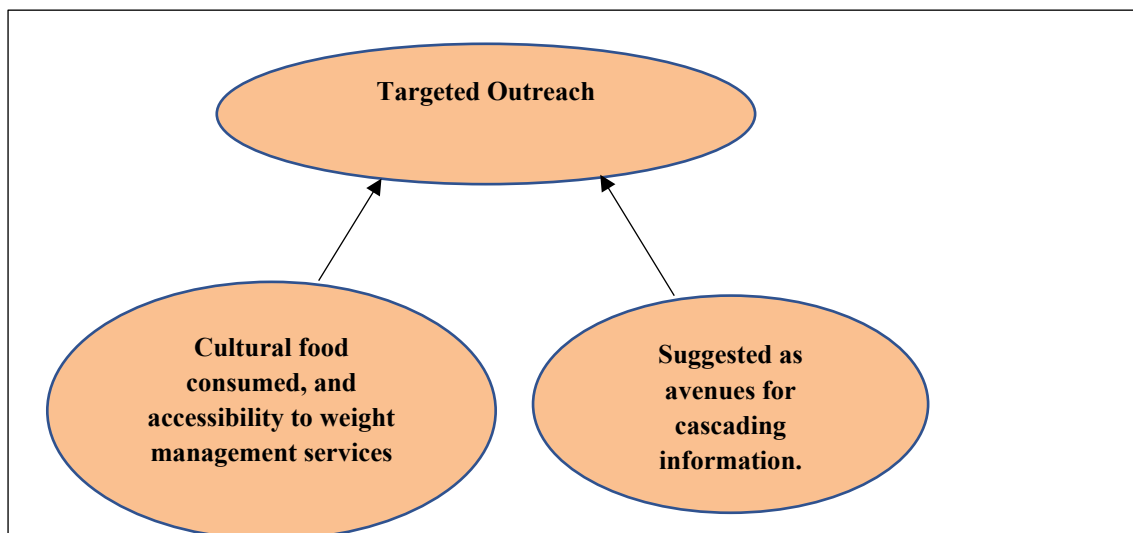 Targeted Outreach
Cultural food
consumed, and
accessibility to weight
management services
Suggested as
avenues for
cascading
information.